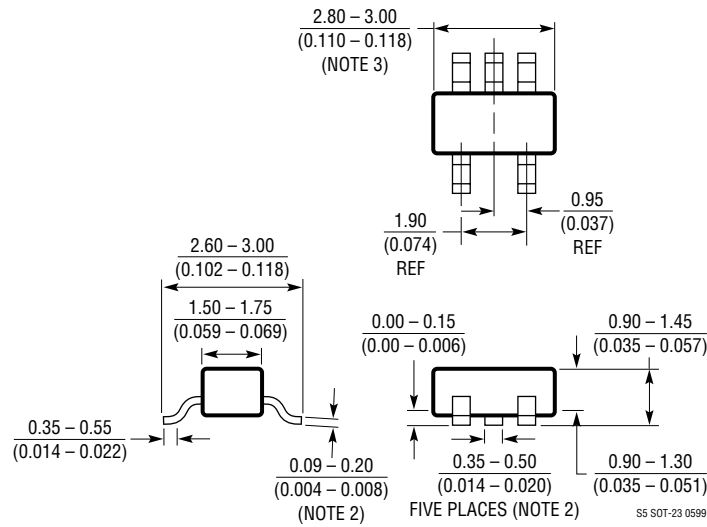 2.80 – 3.00
(0.110 – 0.118)
(NOTE 3)
0.95
(0.037)
REF
1.90
(0.074)
REF
2.60 – 3.00
(0.102 – 0.118)
1.50 – 1.75
(0.059 – 0.069)
0.00 – 0.15
(0.00 – 0.006)
0.90 – 1.45
(0.035 – 0.057)
0.35 – 0.55
(0.014 – 0.022)
0.09 – 0.20
(0.004 – 0.008)
(NOTE 2)
0.35 – 0.50
(0.014 – 0.020)
FIVE PLACES (NOTE 2)
0.90 – 1.30
(0.035 – 0.051)
S5 SOT-23 0599